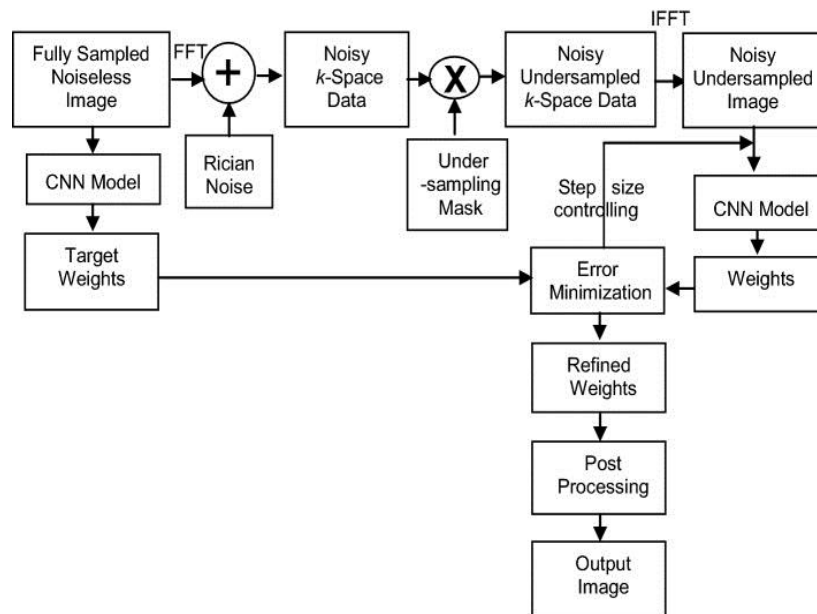 Fully Sampled
Noiseless
Image
FFT
+
Noisy
k-Space
Data
X
Noisy
Undersampled
k-Space Data
IFFT
Noisy
Undersampled
Image
CNN Model
Rician
Noise
Under
-sampling
Mask
Step size
controlling
CNN Model
Target
Weights
Error
Minimization
Weights
Refined
Weights
Post
Processing
Output
Image